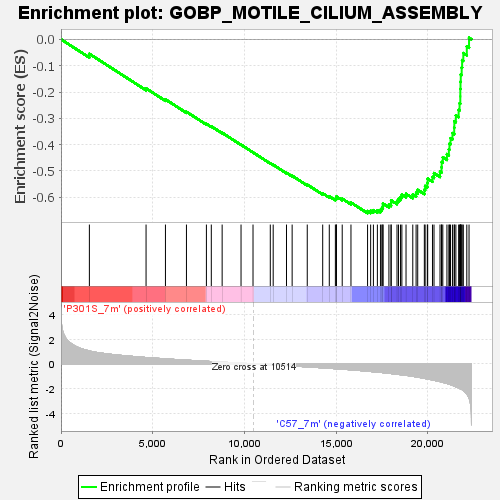 Enrichment plot: GOBP_MOTILE_CILIUM_ASSEMBLY
Enrichment score (ES)
0.0
-0.1
-0.2
-0.3
-0.4
-0.5
-0.6
'P301S_7m' (positively correlated)
Ranked list metric (Signal2Noise)
4
2
0
-2
-4
Zero cross at 10514
'C57_7m' (negatively correlated)
0 5,000 10,000 15,000 20,000
Rank in Ordered Dataset
Enrichment profile Hits Ranking metric scores